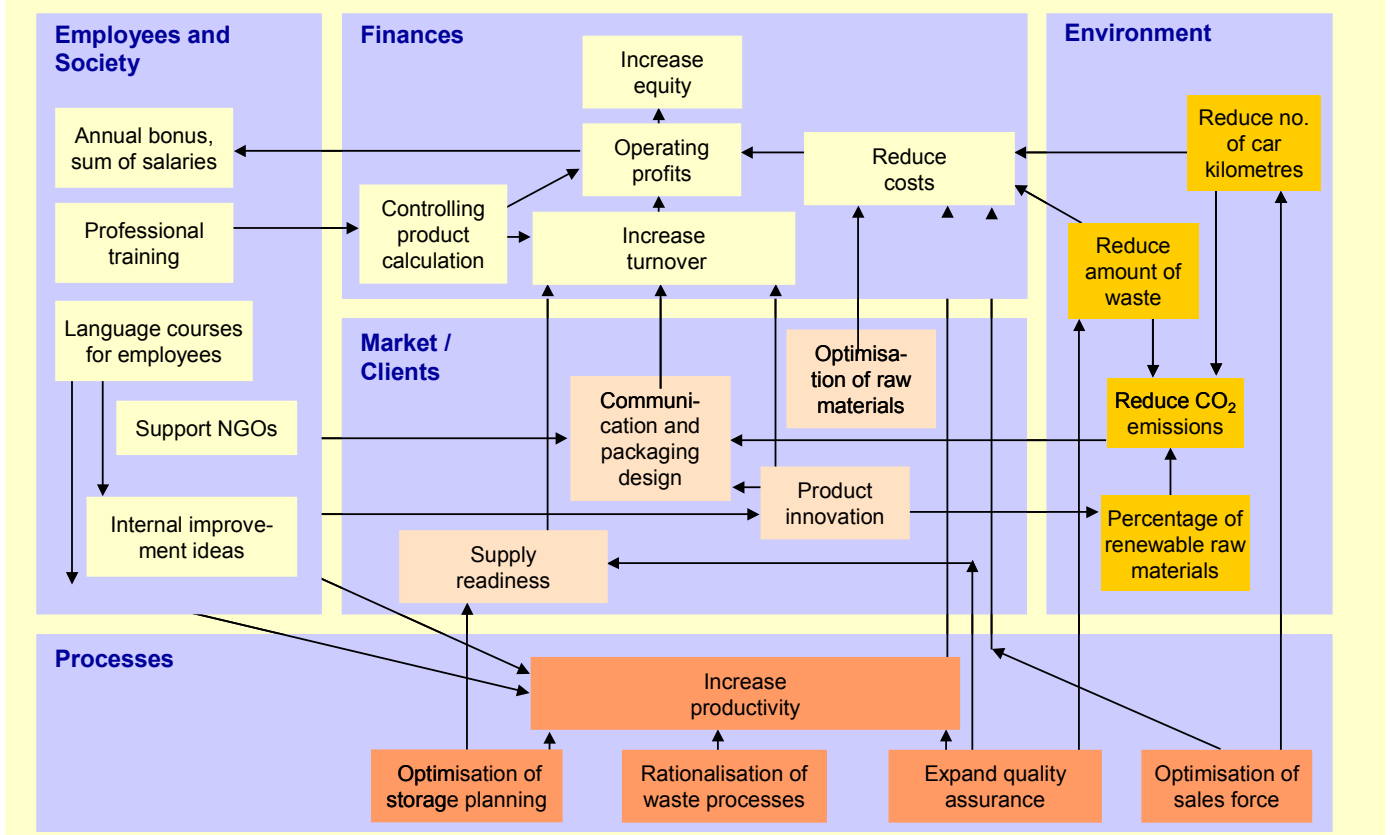 Employees and
Society
Annual bonus,
sum of salaries
Professional
training
Language courses
for employees
Support NGOs
Internal improve-
ment ideas
Finances
Increase
equity
Operating
profits
Reduce
costs
Controlling
product
calculation
Increase
turnover
Market /
Clients
Optimisa-
tion of raw
materials
Communi-
cation and
packaging
design
Product
innovation
Supply
readiness
Environment
Reduce no.
of car
kilometres
Reduce
amount of
waste
Reduce CO₂
emissions
Percentage of
renewable raw
materials
Processes
Increase
productivity
Optimisation of
storage planning
Rationalisation of
waste processes
Expand quality
assurance
Optimisation of
sales force